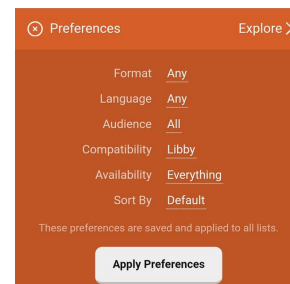 Preferences Explore
Format Any
Language Any
Audience All
Compatibility Libby
Availability Everything
Sort By Default
These preferences are saved and applied to all lists.
Apply Preferences